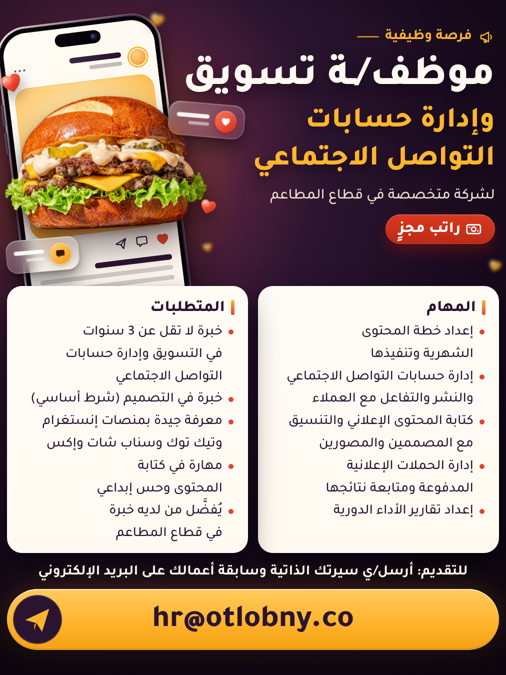 فرصة وظيفية
موظف/ـة تسويق
وإدارة حسابات
التواصل الاجتماعي
لشركة متخصصة في قطاع المطاعم
راتب مجزٍ
المهام
إعداد خطة المحتوى
الشهرية وتنفيذها
إدارة حسابات التواصل الاجتماعي
والنشر والتفاعل مع العملاء
كتابة المحتوى الإعلاني والتنسيق
مع المصممين والمصورين
إدارة الحملات الإعلانية
المدفوعة ومتابعة نتائجها
إعداد تقارير الأداء الدورية
المتطلبات
خبرة لا تقل عن 3 سنوات
في التسويق وإدارة حسابات
التواصل الاجتماعي
خبرة في التصميم (شرط أساسي)
معرفة جيدة بمنصات إنستغرام
وتيك توك وسناب شات وإكس
مهارة في كتابة
المحتوى وحس إبداعي
يُفضَّل من لديه خبرة
في قطاع المطاعم
للتقديم: أرسل/ي سيرتك الذاتية وسابقة أعمالك على البريد الإلكتروني
hr@otlobny.co